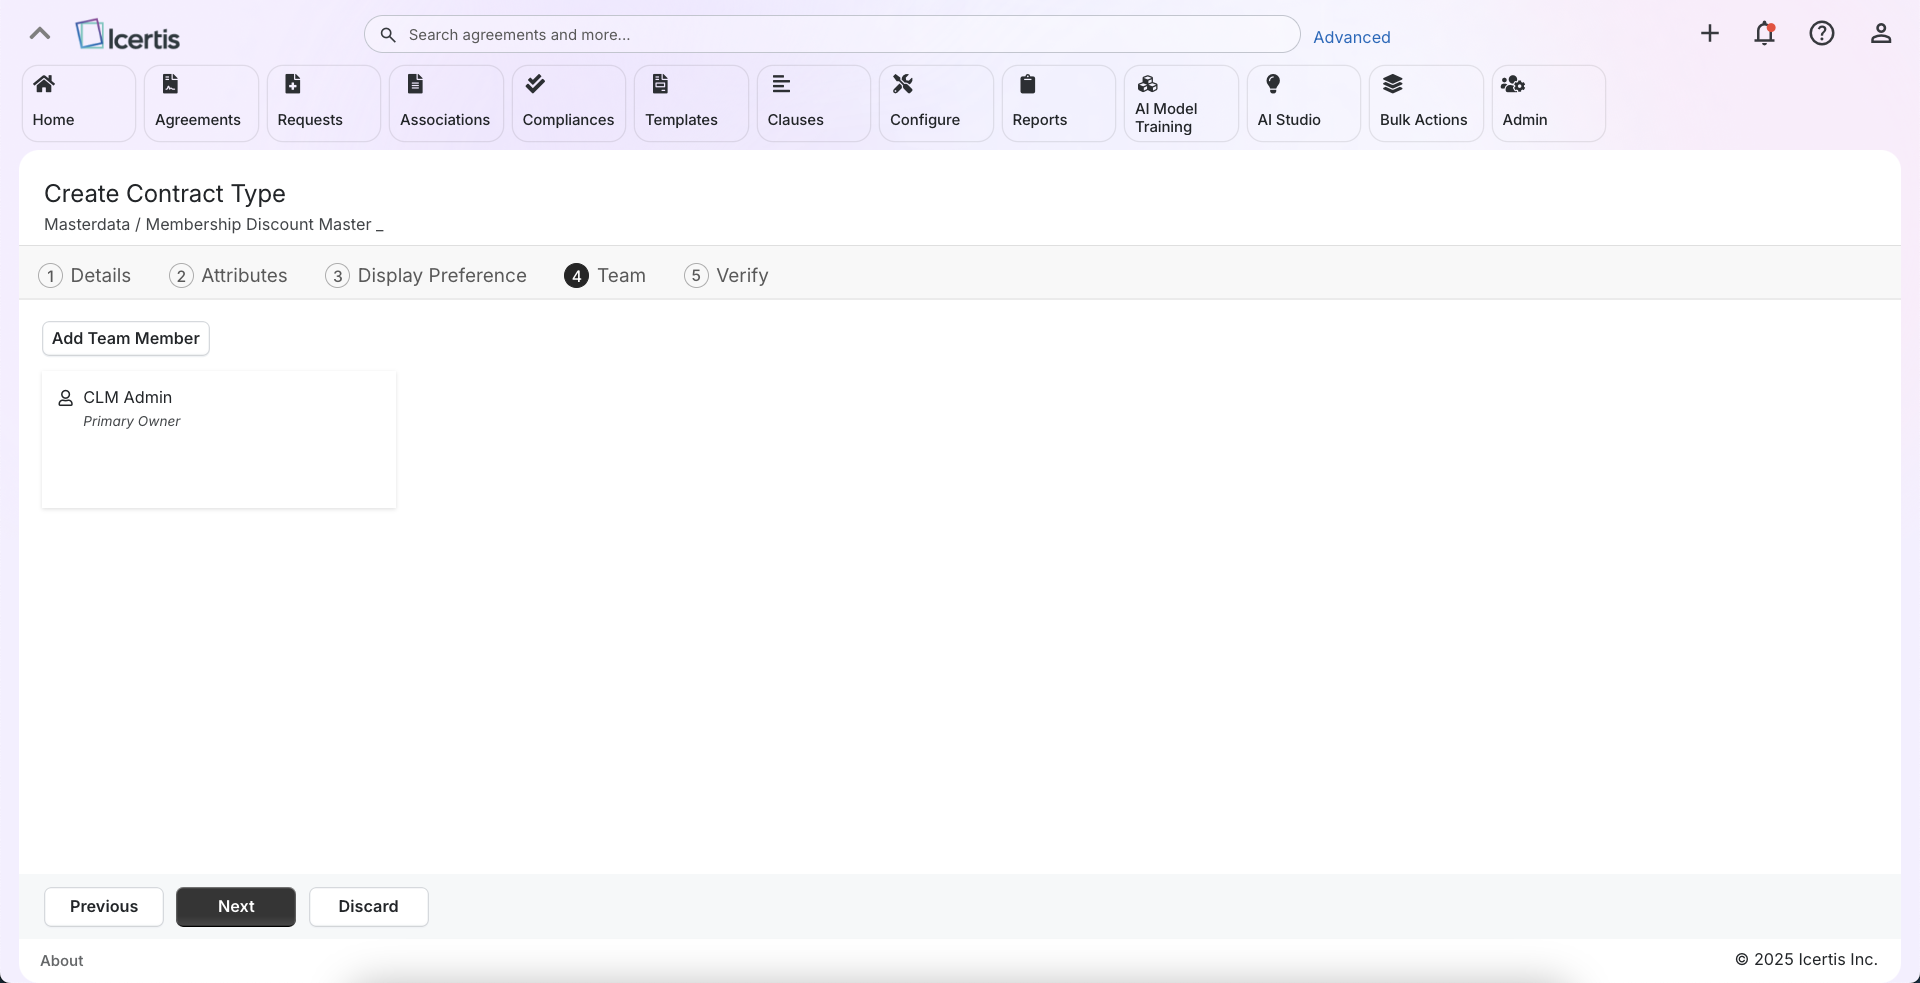 Icertis
Search agreements and more...
Advanced
Home
Agreements
Requests
Associations
Compliances
Templates
Clauses
Configure
Reports
AI Model
Training
AI Studio
Bulk Actions
Admin
Create Contract Type
Masterdata / Membership Discount Master _
1 Details
2 Attributes
3 Display Preference
4 Team
5 Verify
Add Team Member
CLM Admin
Primary Owner
Previous
Next
Discard
About
© 2025 Icertis Inc.